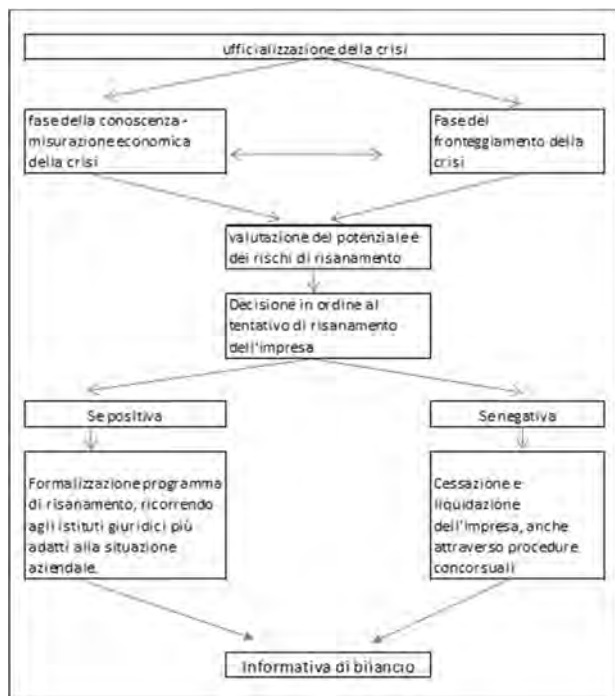 ufficializzazione della crisi
fase della conoscenza -
misurazione economica
della crisi
Fase del
fronteggiamento della
crisi
valutazione del potenziale e
dei rischi di risanamento
Decisione in ordine al
tentativo di risanamento
dell'impresa
Se positiva
Se negativa
Formalizzazione programma
di risanamento, ricorrendo
agli istituti giuridici più
adatti alla situazione
aziendale.
Cessazione e
liquidazione
dell'impresa, anche
attraverso procedure
concorsuali
Informativa di bilancio